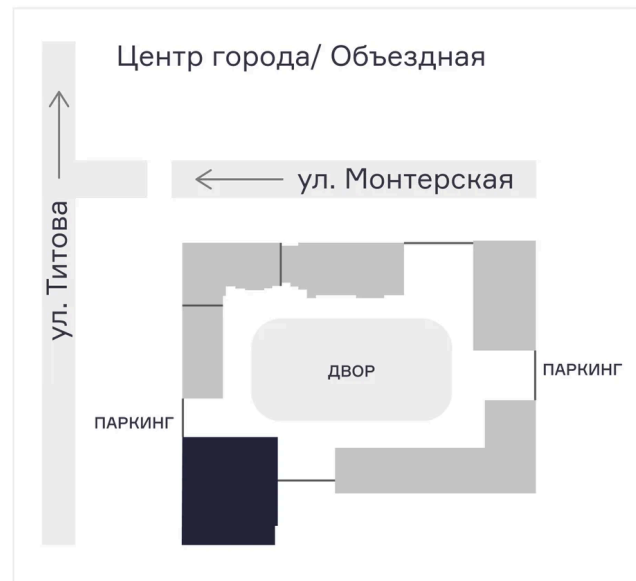 Центр города/ Объездная
ул. Монтерская
ул. Титова
ДВОР
ПАРКИНГ
ПАРКИНГ